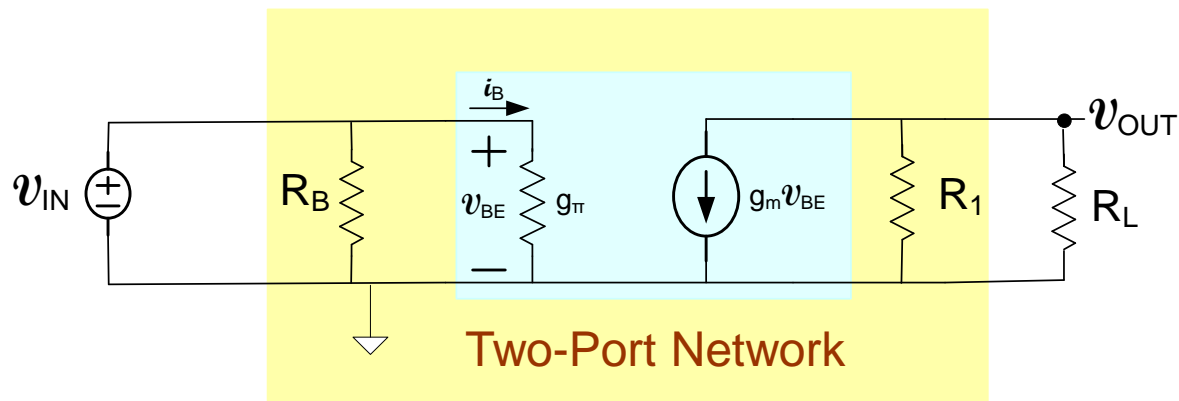 i_B
+
v_BE
g_π
−
v_IN
+
−
R_B
g_m v_BE
R_1
v_OUT
R_L
Two-Port Network